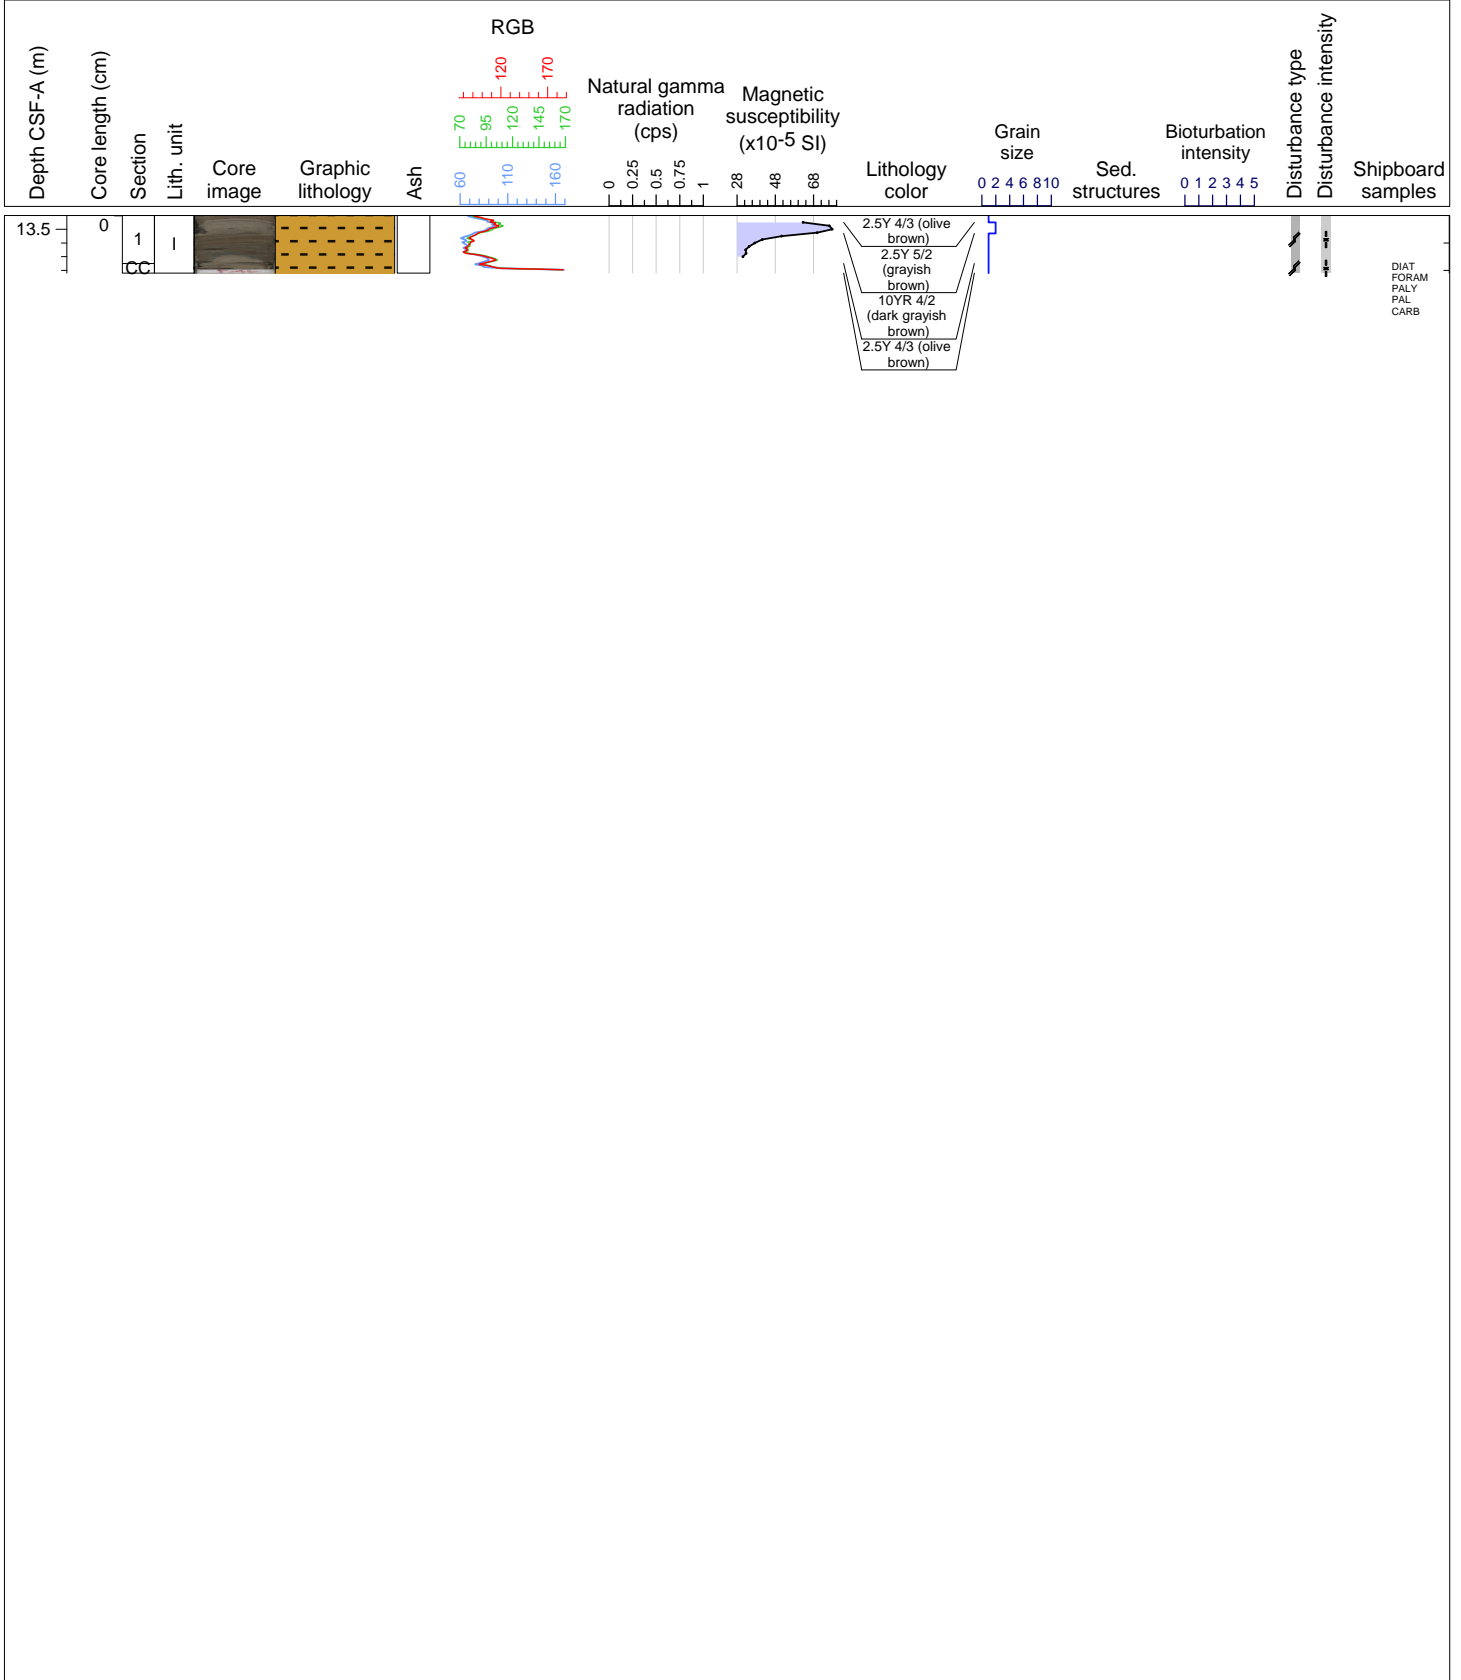 Depth CSF-A (m)
Core length (cm)
Section
Lith. unit
Core
image
Graphic
lithology
Ash
RGB
120 170
70 95 120 145 170
60 110 160
Natural gamma
radiation
(cps)
0 0.25 0.5 0.75 1
Magnetic
susceptibility
(x10-5 SI)
28 48 68
Lithology
color
Grain
size
0 2 4 6 8 10
Sed.
structures
Bioturbation
intensity
0 1 2 3 4 5
Disturbance type
Disturbance intensity
Shipboard
samples
13.5
0
1
CC
I
2.5Y 4/3 (olive
brown)
2.5Y 5/2
(grayish
brown)
10YR 4/2
(dark grayish
brown)
2.5Y 4/3 (olive
brown)
DIAT
FORAM
PALY
PAL
CARB